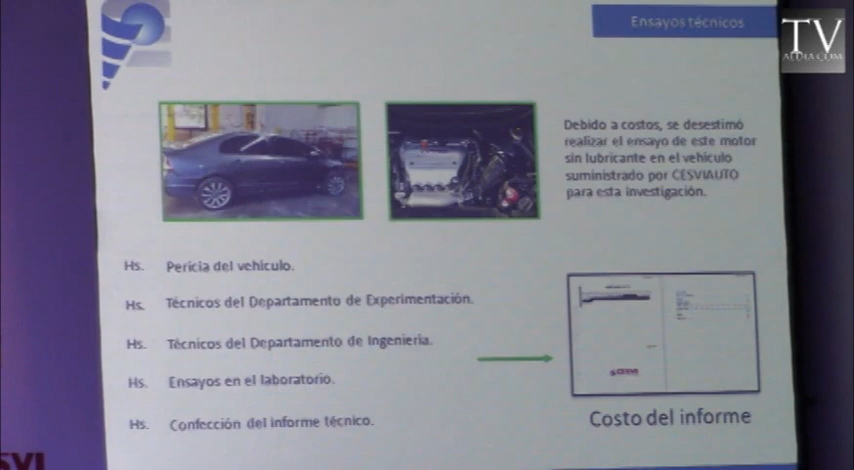 Ensayos técnicos
TV
ALDIA.COM
Debido a costos, se desestimó
realizar el ensayo de este motor
sin lubricante en el vehículo
suministrado por CESVIAUTO
para esta investigación.
Hs. Pericia del vehículo.
Hs. Técnicos del Departamento de Experimentación.
Hs. Técnicos del Departamento de Ingeniería.
Hs. Ensayos en el laboratorio.
Hs. Confección del informe técnico.
CESVI
Costo del informe